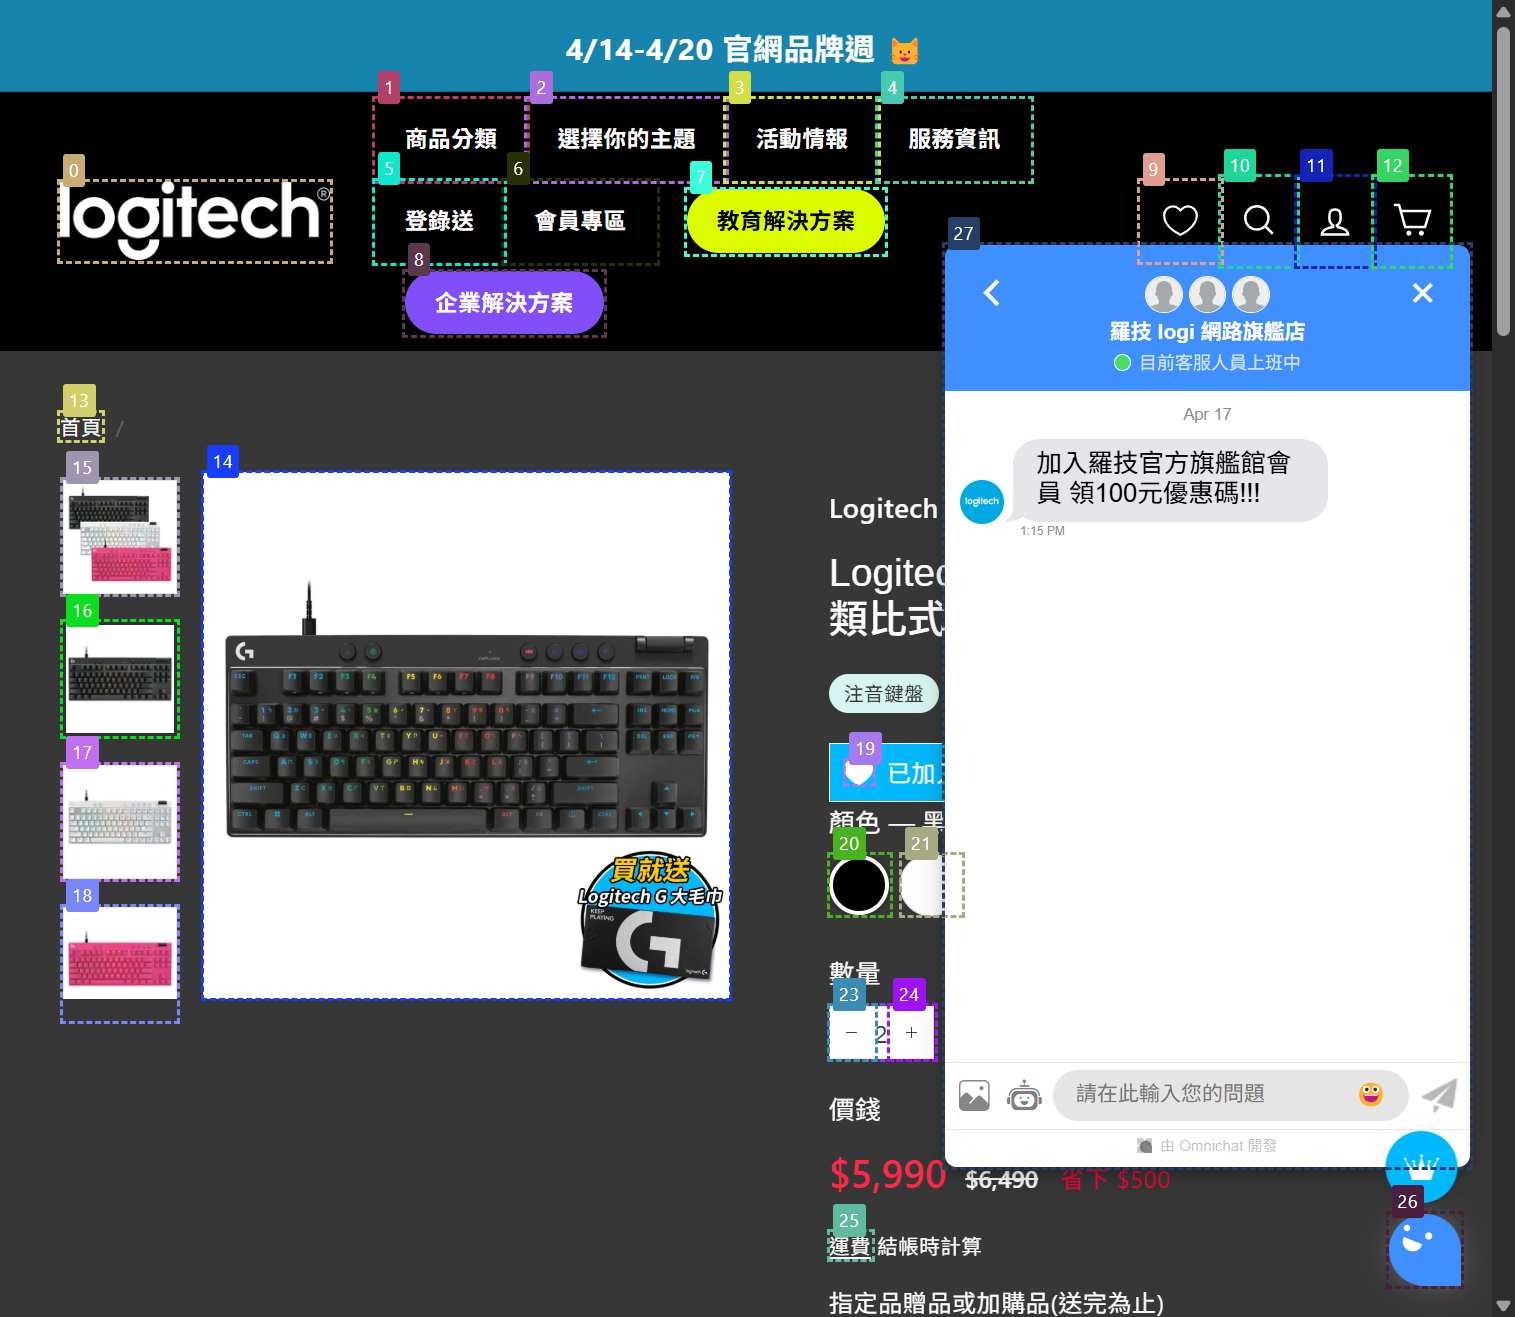 4/14-4/20 官網品牌週
1
2
3
4
商品分類
選擇你的主題
活動情報
服務資訊
0
logitech®
5
6
7
登錄送
會員專區
教育解決方案
8
企業解決方案
9
10
11
12
27
羅技 logi 網路旗艦店
目前客服人員上班中
Apr 17
加入羅技官方旗艦館會
員 領100元優惠碼!!!
logitech
1:15 PM
13
首頁 /
15
14
16
17
18
買就送
Logitech G 大毛巾
KEEP
PLAYING
Logitech
Logitec
類比式
注音鍵盤
19
已加
顏色 — 黑
20
21
數量
23
24
− 2 +
價錢
$5,990 $6,490 省下 $500
請在此輸入您的問題
由 Omnichat 開發
25
26
運費 結帳時計算
指定品贈品或加購品(送完為止)